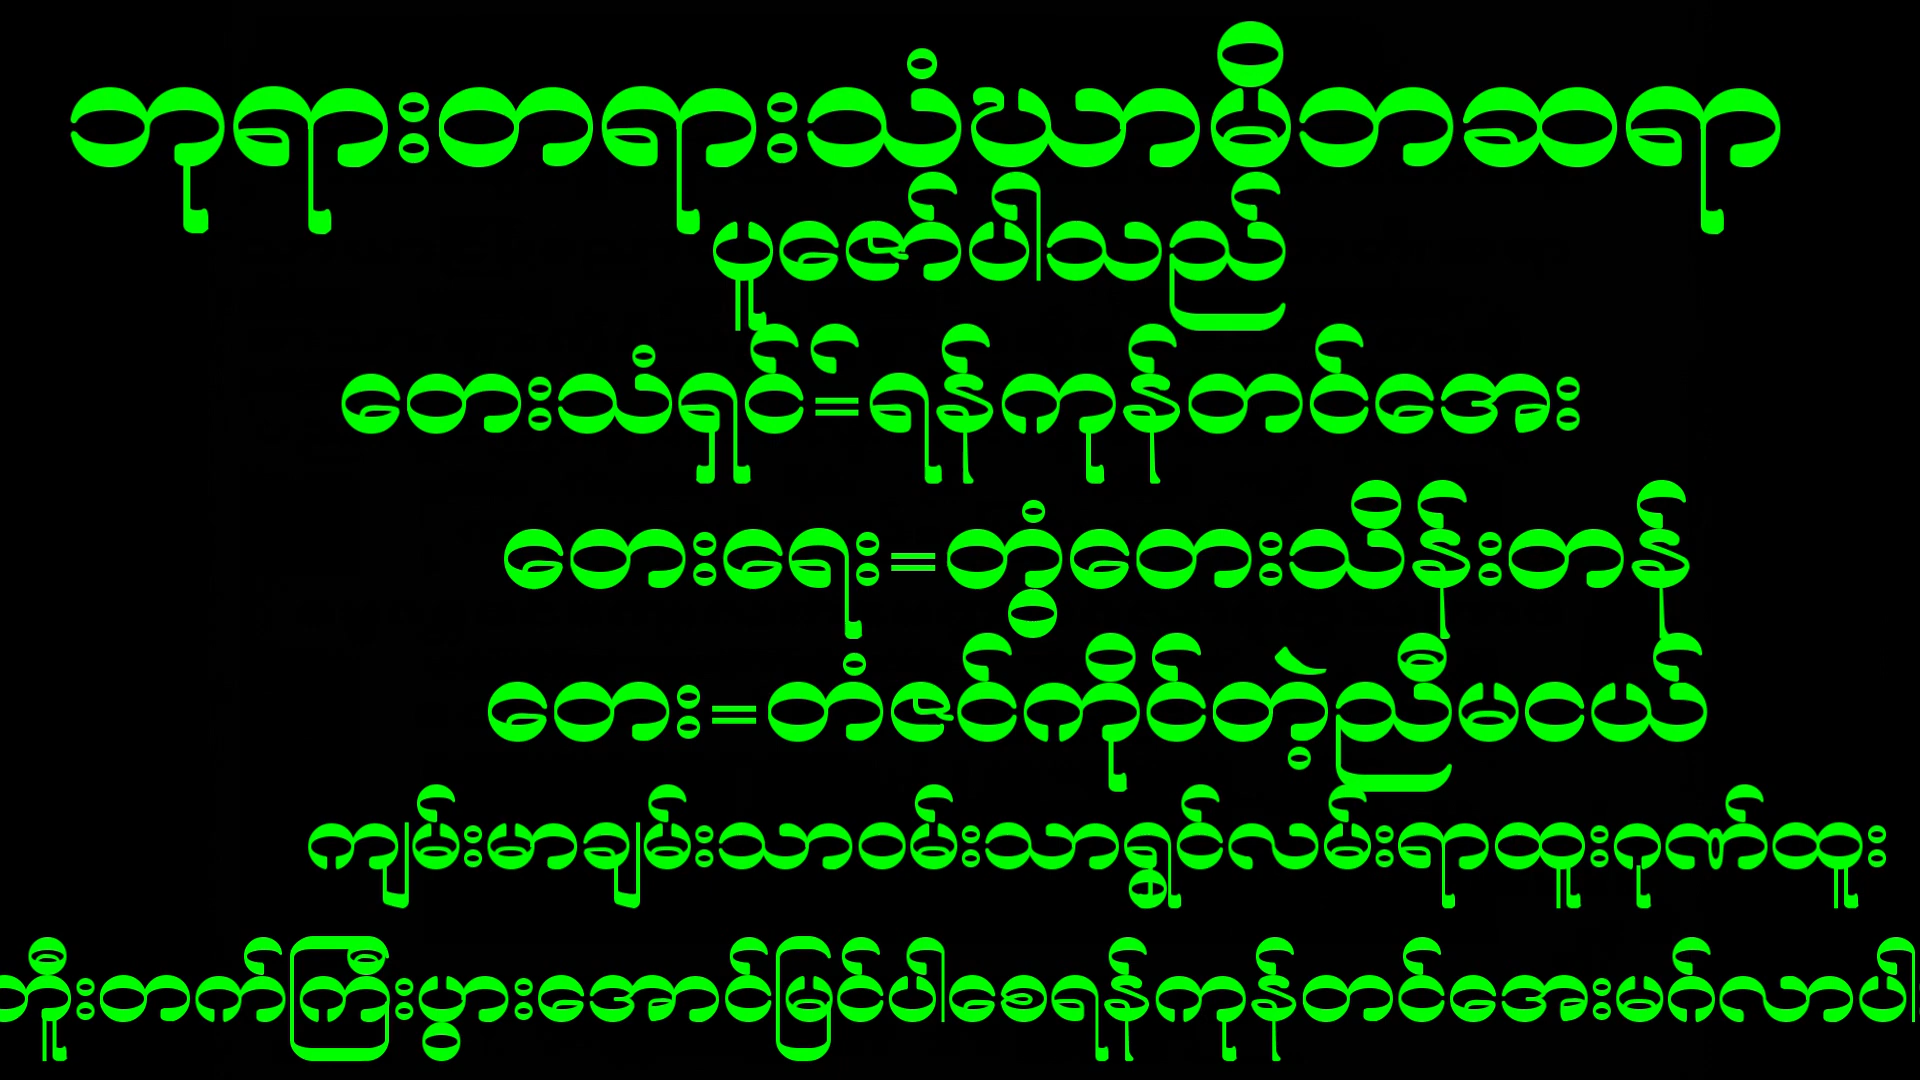 ဘုရားတရားသံဃာမိဘဆရာ
ပူဇော်ပါသည်
တေးသံရှင််=ရန်ကုန်တင်အေး
တေးရေး=တွံတေးသိန်းတန်
တေး=တံဇင်ကိုင်တဲ့ညီမငယ်
ကျမ်းမာချမ်းသာဝမ်းသာရွင်လမ်းရာထူးဂုဏ်ထူး
တီူးတက်ကြီးပွားအောင်မြင်ပါစေရန်ကုန်တင်အေးမဂ်လာပါ